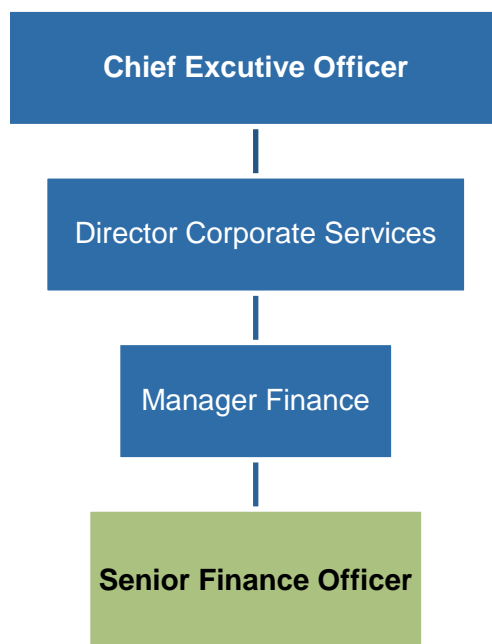 Chief Excutive Officer
Director Corporate Services
Manager Finance
Senior Finance Officer